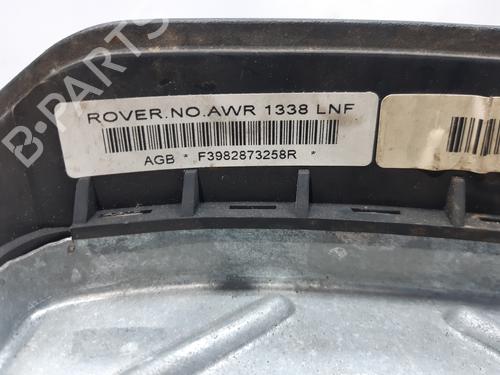 ROVER.NO.AWR 1338 LNF
AGB * F3982873258R *
B-PARTS